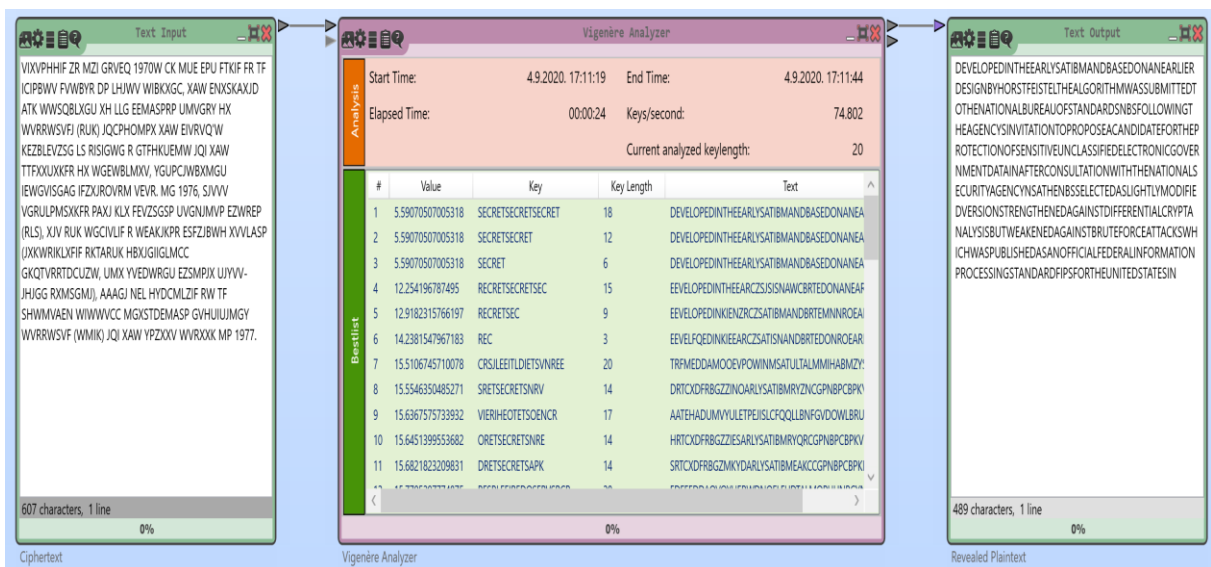 Text Input
VIXVPHHIF ZR MZI GRVEQ 1970W CK MUE EPU FTKIF FR TF
ICIPBWV FVWBYR DP LHJWV WIBKXGC, XAW ENXSKAXJD
ATK WWSQBLXGU XH LLG EEMASPRP UMVGRY HX
WVRRWSVFJ (RUK) JQCPHOMPX XAW EIVRVQ'W
KEZBLEVZSG LS RISIGWG R GTFHKUEMW JQI XAW
TTFXXUXKFR HX WGEWBLMXV, YGUPCJWBXMGU
IEWGVISGAG IFZXJROVRM VEVR. MG 1976, SJVVV
VGRULPMSXKFR PAXJ KLX FEVZSGSP UVGNJMVP EZWREP
(RLS), XJV RUK WGCIVLIF R WEAKJKPR ESFZJBWH XVVLASP
(JXKWRIKLXFIF RKTARUK HBXJGIIGLMCC
GKQTVRRTDCUZW, UMX YVEDWRGU EZSMPJX UJYVV-
JHJGG RXMSGMJ), AAAGJ NEL HYDCMLZIF RW TF
SHWMVAEN WIWWVCC MGXSTDEMASP GVHUIUJMGY
WVRRWSVF (WMIK) JQI XAW YPZXXV WVRXXK MP 1977.
607 characters, 1 line
0%
Ciphertext
Vigenère Analyzer
Analysis
Start Time: 4.9.2020. 17:11:19 End Time: 4.9.2020. 17:11:44
Elapsed Time: 00:00:24 Keys/second: 74.802
Current analyzed keylength: 20
Bestlist
# Value Key Key Length Text
1 5.59070507005318 SECRETSECRETSECRET 18 DEVELOPEDINTHEEARLYSATIBMANDBASEDONANEA
2 5.59070507005318 SECRETSECRET 12 DEVELOPEDINTHEEARLYSATIBMANDBASEDONANEA
3 5.59070507005318 SECRET 6 DEVELOPEDINTHEEARLYSATIBMANDBASEDONANEA
4 12.254196787495 RECRETSECRETSEC 15 EEVELOPEDINTHEEARCZSJSISNAWCBRTEDONANEAR
5 12.9182315766197 RECRETSEC 9 EEVELOPEDINKIENZRCZSATIBMANDBRTEMNNROEA
6 14.2381547967183 REC 3 EEVELFQEDINKIEEARCZSATISNANDBRTEDONROEAR
7 15.5106745710078 CRSJLEEITLDIETSVNREE 20 TRFMEDDAMOOEVPOWINMSATULTALMMIHABMZY
8 15.5546350485271 SRETSECRETSNRV 14 DRTCXDFRBGZZINOARLYSATIBMRYZNCGPNBPCBPK
9 15.6367575733932 VIERIHEOTETSOENCR 17 AATEHADUMVYULETPEJISLCFQQLLBNFGVDOWLBRU
10 15.6451399553682 ORETSECRETSNRE 14 HRTCXDFRBGZZIESARLYSATIBMRYQRCGPNBPCBPKV
11 15.6821823209831 DRETSECRETSAPK 14 SRTCXDFRBGZMKYDARLYSATIBMEAKCCGPNBPCBPK
0%
Vigenère Analyzer
Text Output
DEVELOPEDINTHEEARLYSATIBMANDBASEDONANEARLIER
DESIGNBYHORSTFEISTELTHEALGORITHMWASSUBMITTEDT
OTHENATIONALBUREAUOFSTANDARDSNBSFOLLOWINGT
HEAGENCYSINVITATIONTOPROPOSEACANDIDATEFORTHEP
ROTECTIONOFSENSITIVEUNCLASSIFIEDELECTRONICGOVER
NMENTDATAINAFTERCONSULTATIONWITHTHENATIONALS
ECURITYAGENCYNSATHENBSSELECTEDASLIGHTLYMODIFIE
DVERSIONSTRENGTHENEDAGAINSTDIFFERENTIALCRYPTA
NALYSISBUTWEAKENEDAGAINSTBRUTEFORCEATTACKSWH
ICHWASPUBLISHEDASANOFFICIALFEDERALINFORMATION
PROCESSINGSTANDARDFIPSFORTHEUNITEDSTATESIN
489 characters, 1 line
0%
Revealed Plaintext